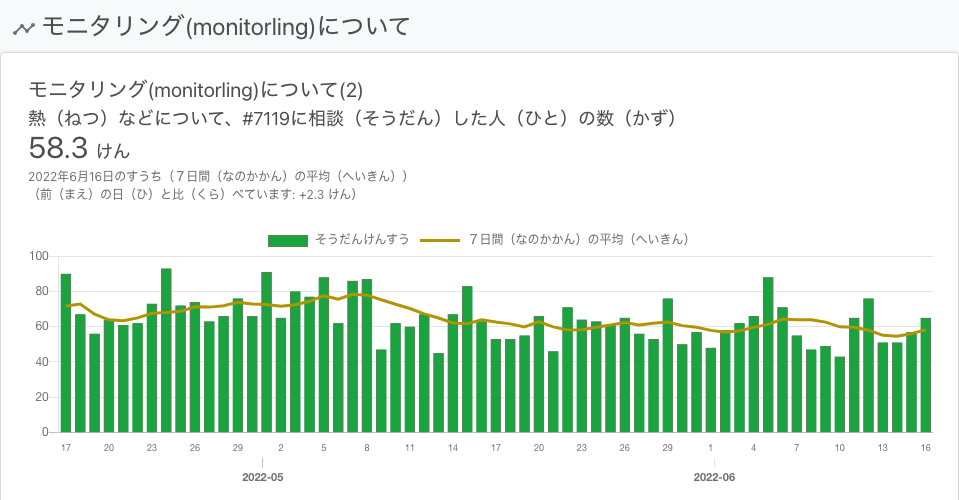 モニタリング(monitorling)について
モニタリング(monitorling)について(2)
熱（ねつ）などについて、#7119に相談（そうだん）した人（ひと）の数（かず）
58.3 けん
2022年6月16日のすうち（７日間（なのかかん）の平均（へいきん））
（前（まえ）の日（ひ）と比（くら）べています: +2.3 けん）
そうだんけんすう ７日間（なのかかん）の平均（へいきん）
100
80
60
40
20
0
17 20 23 26 29 2 5 8 11 14 17 20 23 26 29 1 4 7 10 13 16
2022-05 2022-06